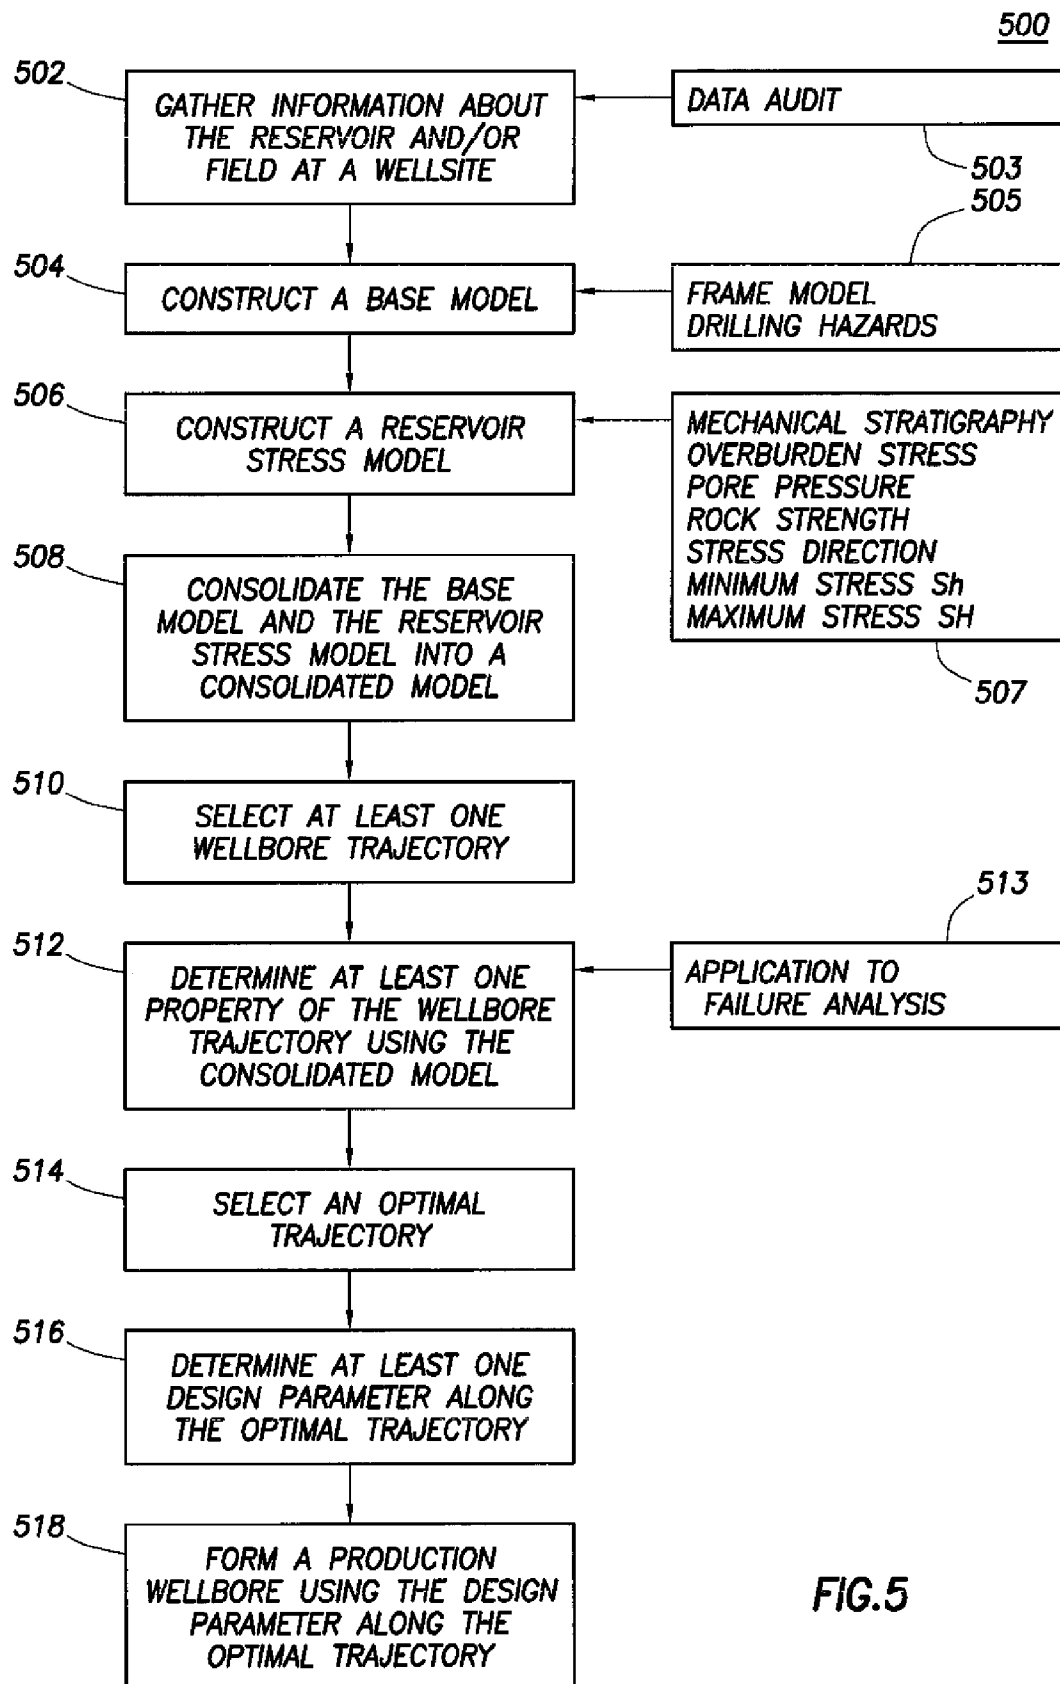 500
502
GATHER INFORMATION ABOUT
THE RESERVOIR AND/OR
FIELD AT A WELLSITE
DATA AUDIT
503
505
504
CONSTRUCT A BASE MODEL
FRAME MODEL
DRILLING HAZARDS
506
CONSTRUCT A RESERVOIR
STRESS MODEL
MECHANICAL STRATIGRAPHY
OVERBURDEN STRESS
PORE PRESSURE
ROCK STRENGTH
STRESS DIRECTION
MINIMUM STRESS Sh
MAXIMUM STRESS SH
507
508
CONSOLIDATE THE BASE
MODEL AND THE RESERVOIR
STRESS MODEL INTO A
CONSOLIDATED MODEL
510
SELECT AT LEAST ONE
WELLBORE TRAJECTORY
513
512
DETERMINE AT LEAST ONE
PROPERTY OF THE WELLBORE
TRAJECTORY USING THE
CONSOLIDATED MODEL
APPLICATION TO
FAILURE ANALYSIS
514
SELECT AN OPTIMAL
TRAJECTORY
516
DETERMINE AT LEAST ONE
DESIGN PARAMETER ALONG
THE OPTIMAL TRAJECTORY
518
FORM A PRODUCTION
WELLBORE USING THE DESIGN
PARAMETER ALONG THE
OPTIMAL TRAJECTORY
FIG.5